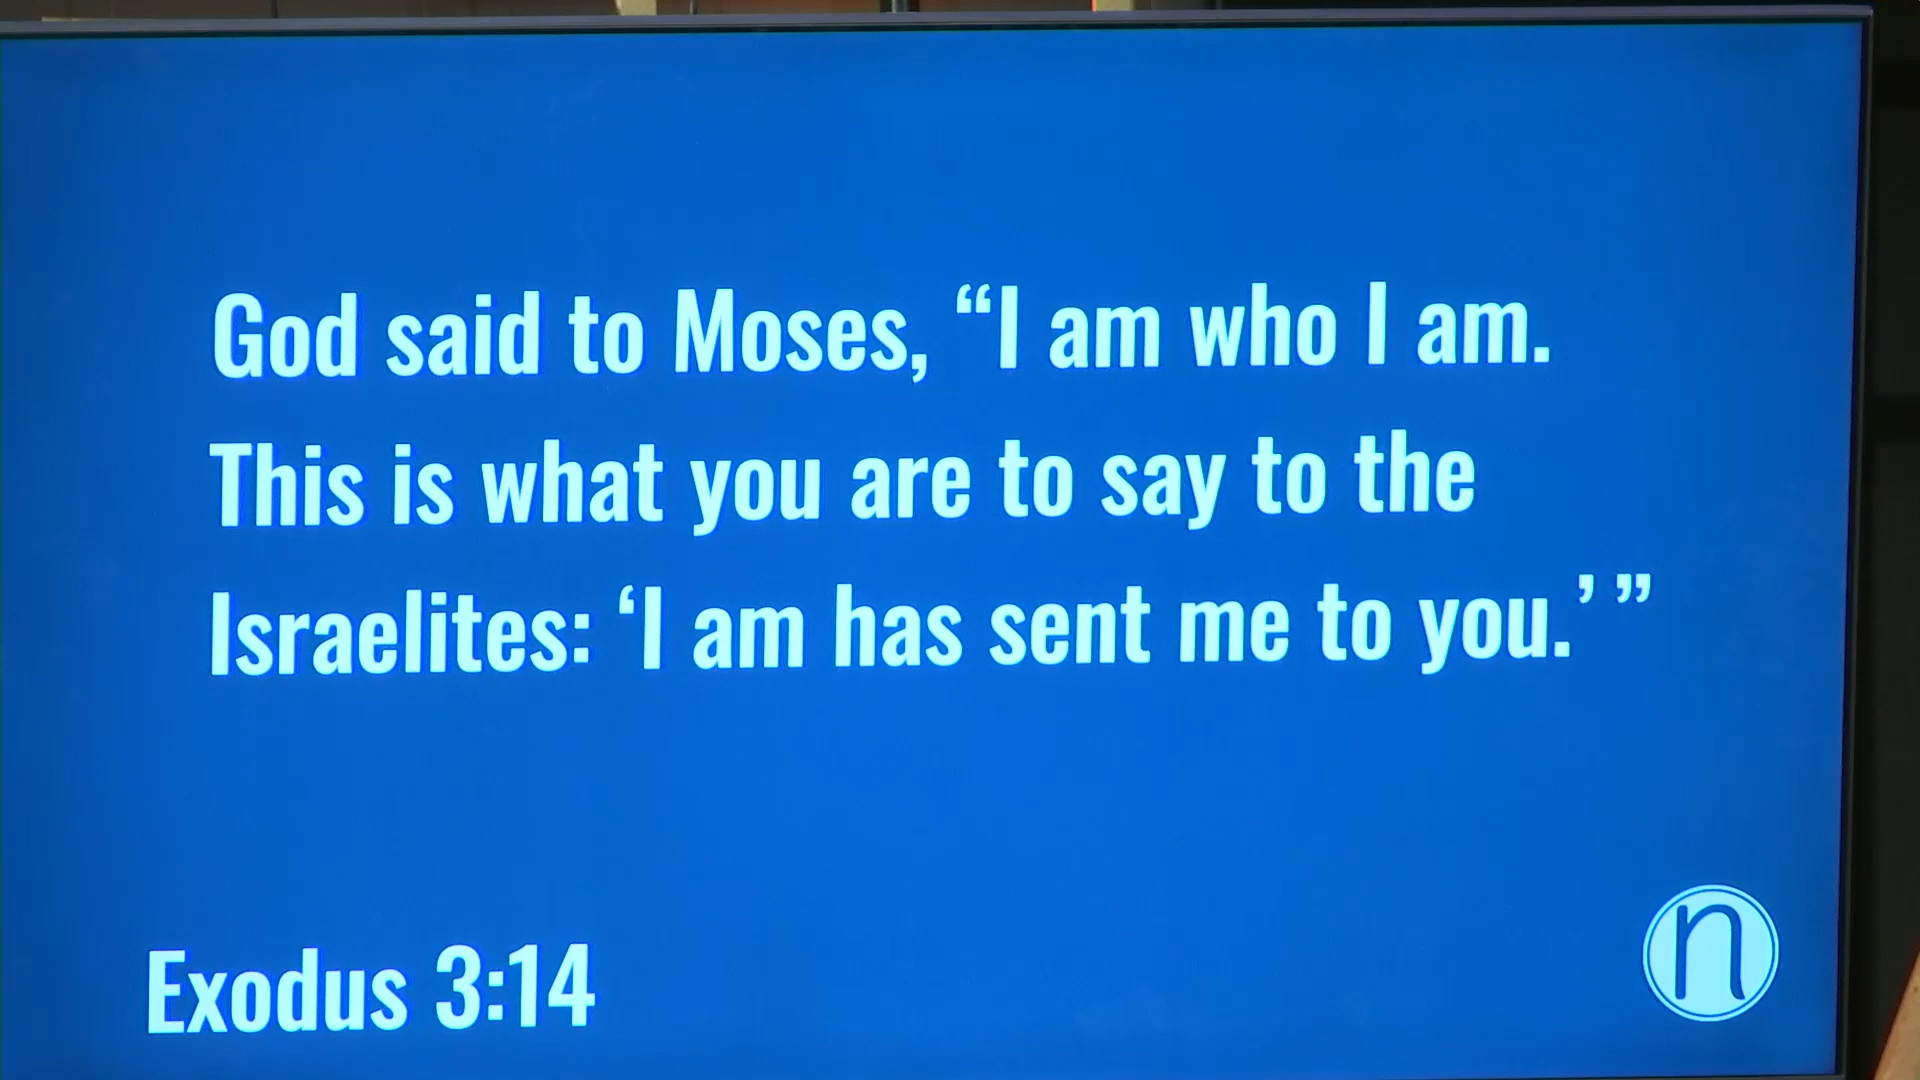 God said to Moses, “I am who I am.
This is what you are to say to the
Israelites: ‘I am has sent me to you.’ ”
Exodus 3:14
n